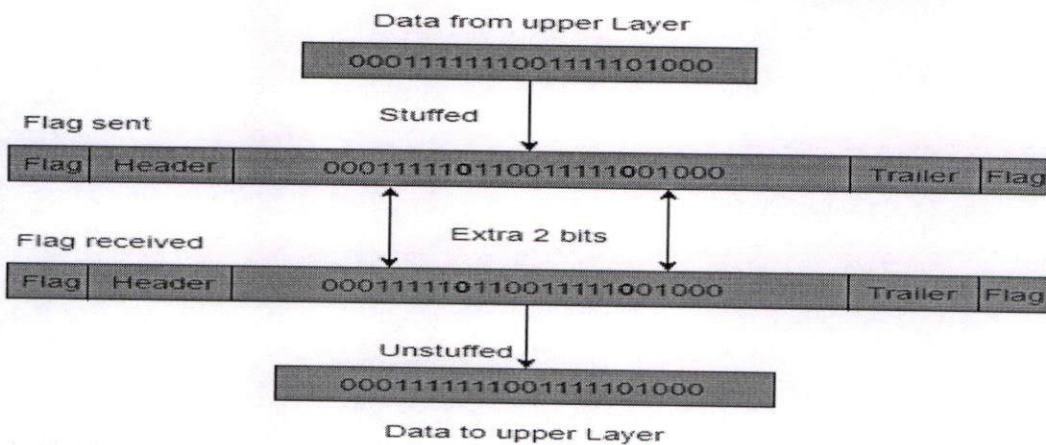 Data from upper Layer
0001111111001111101000
Stuffed
Flag sent
Flag Header 000111110110011111001000 Trailer Flag
Extra 2 bits
Flag received
Flag Header 000111110110011111001000 Trailer Flag
Unstuffed
0001111111001111101000
Data to upper Layer